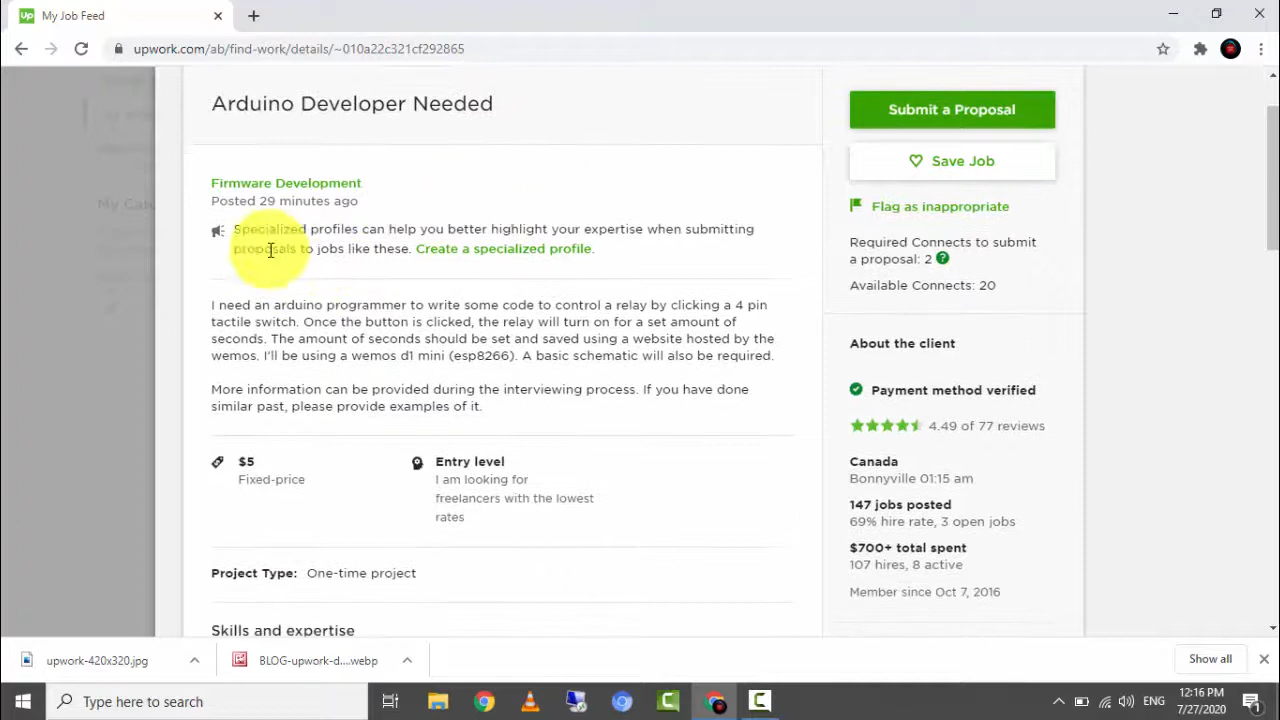 Up My Job Feed
upwork.com/ab/find-work/details/~010a22c321cf292865
Arduino Developer Needed
Firmware Development
Posted 29 minutes ago
Specialized profiles can help you better highlight your expertise when submitting
proposals to jobs like these. Create a specialized profile.
I need an arduino programmer to write some code to control a relay by clicking a 4 pin
tactile switch. Once the button is clicked, the relay will turn on for a set amount of
seconds. The amount of seconds should be set and saved using a website hosted by the
wemos. I'll be using a wemos d1 mini (esp8266). A basic schematic will also be required.
More information can be provided during the interviewing process. If you have done
similar past, please provide examples of it.
$5
Fixed-price
Entry level
I am looking for
freelancers with the lowest
rates
Project Type: One-time project
Skills and expertise
Submit a Proposal
Save Job
Flag as inappropriate
Required Connects to submit
a proposal: 2 ?
Available Connects: 20
About the client
Payment method verified
4.49 of 77 reviews
Canada
Bonnyville 01:15 am
147 jobs posted
69% hire rate, 3 open jobs
$700+ total spent
107 hires, 8 active
Member since Oct 7, 2016
upwork-420x320.jpg
BLOG-upwork-d....webp
Show all
Type here to search
ENG
12:16 PM
7/27/2020
1